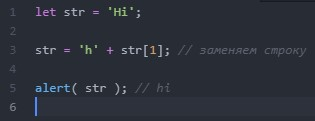 1 let str = 'Hi';
2
3 str = 'h' + str[1]; // заменяем строку
4
5 alert( str ); // hi
6